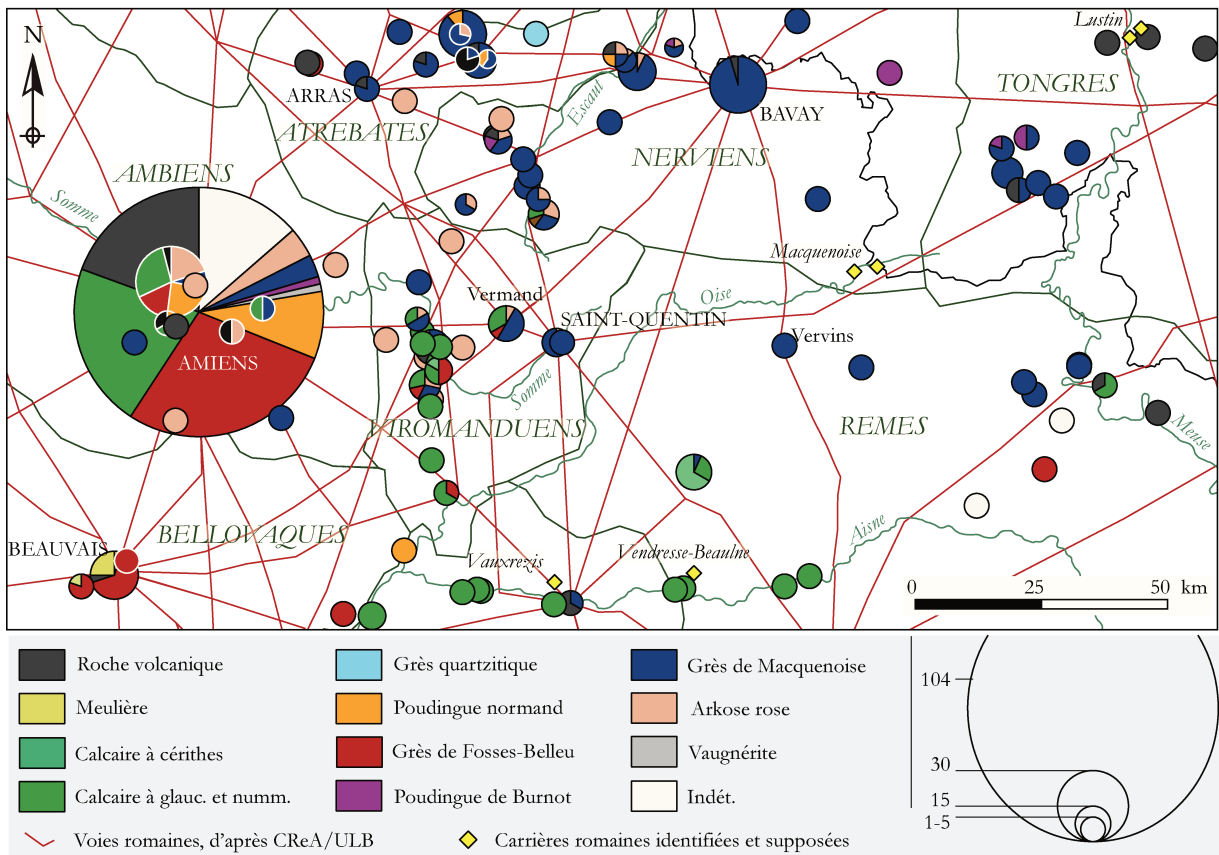 N
Lustin
TONGRES
ARRAS
ATREBATES
Escaut
BAVAY
NERVIENS
AMBIENS
Somme
Macquenoise
Vermand
Oise
SAINT-QUENTIN
Vervins
AMIENS
Somme
VIROMANDUENS
REMES
Meuse
BELLOVAQUES
BEAUVAIS
Vauxrezis
Vendresse-Beaulne
Aisne
0 25 50 km
Roche volcanique
Meulière
Calcaire à cérithes
Calcaire à glauc. et numm.
Grès quartzitique
Poudingue normand
Grès de Fosses-Belleu
Poudingue de Burnot
Grès de Macquenoise
Arkose rose
Vaugnérite
Indét.
Voies romaines, d'après CReA/ULB
Carrières romaines identifiées et supposées
104
30
15
1-5